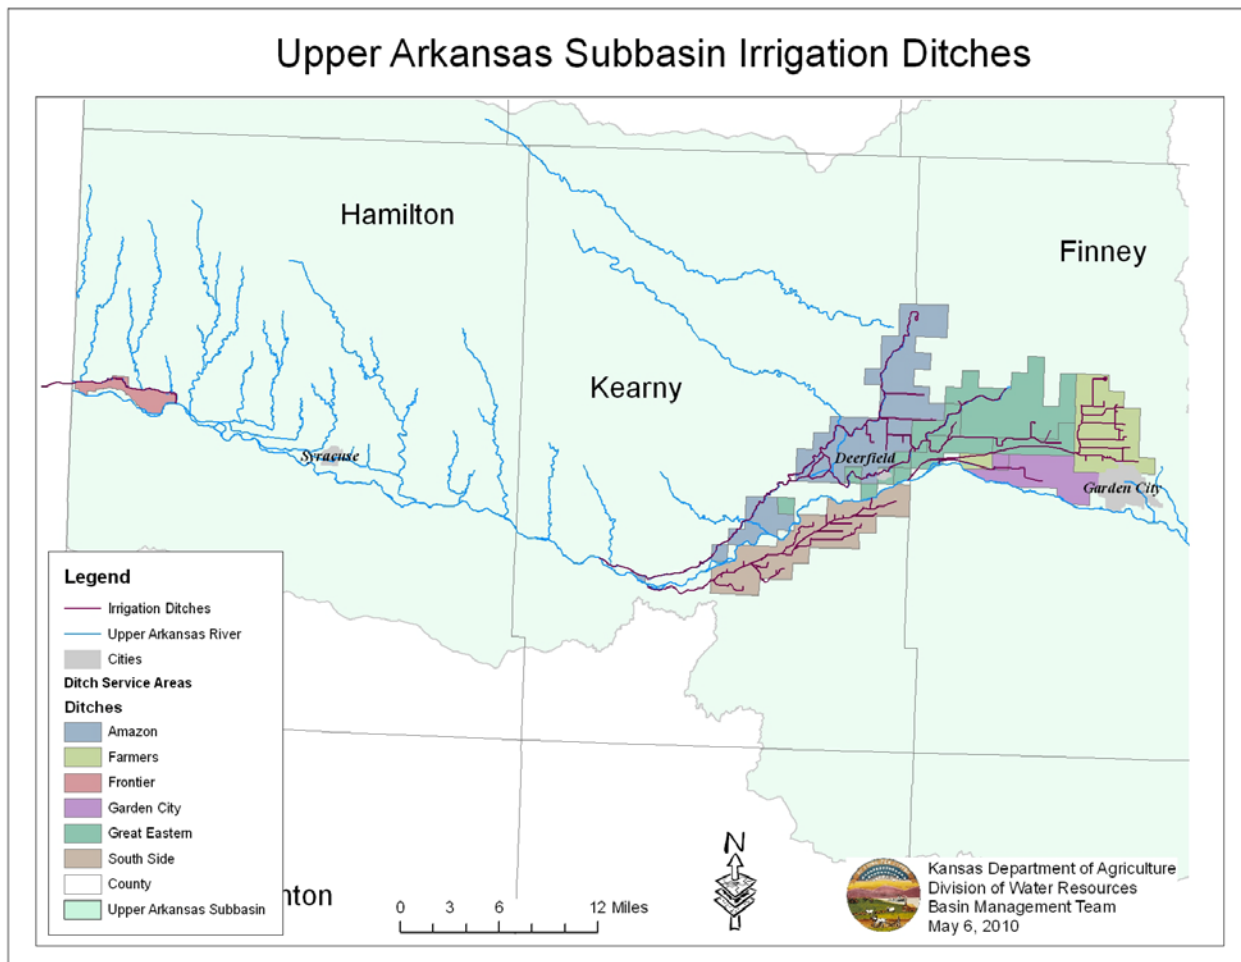 Upper Arkansas Subbasin Irrigation Ditches
Hamilton
Finney
Kearny
Syracuse
Deerfield
Garden City
Legend
Irrigation Ditches
Upper Arkansas River
Cities
Ditch Service Areas
Ditches
Amazon
Farmers
Frontier
Garden City
Great Eastern
South Side
County
Upper Arkansas Subbasin
nton
0 3 6 12 Miles
N
Kansas Department of Agriculture
Division of Water Resources
Basin Management Team
May 6, 2010